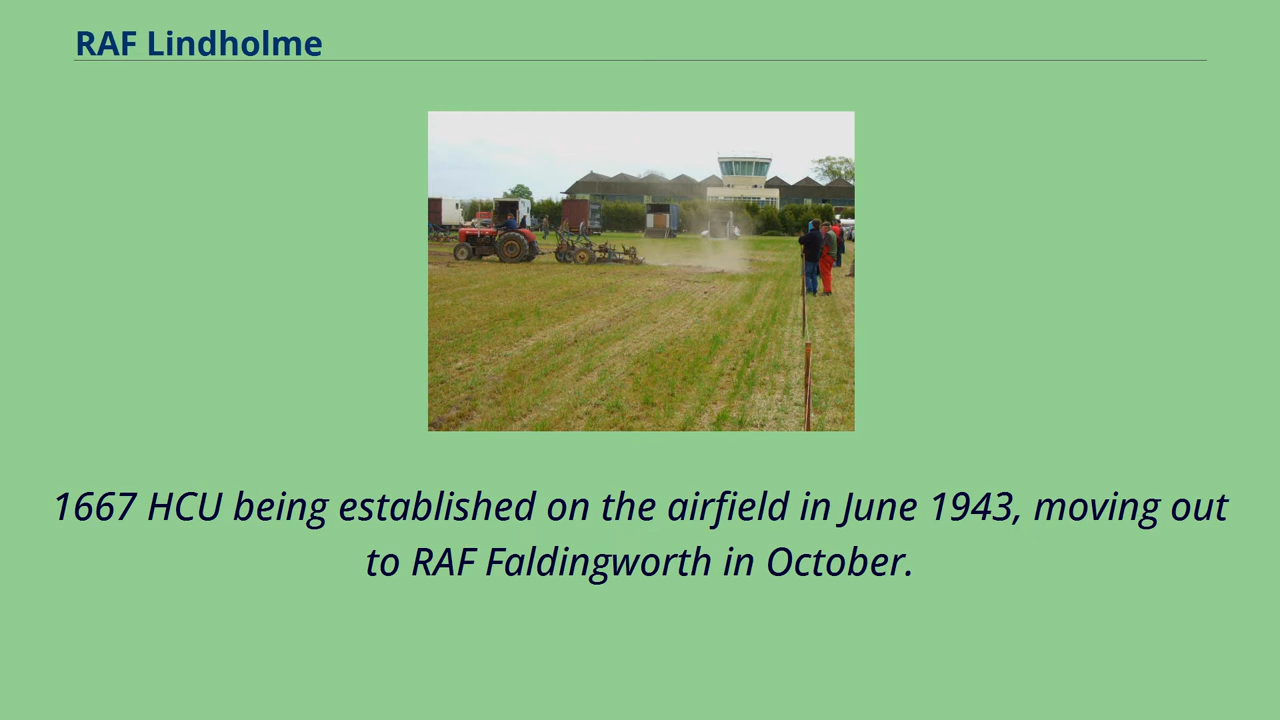 RAF Lindholme
1667 HCU being established on the airfield in June 1943, moving out
to RAF Faldingworth in October.